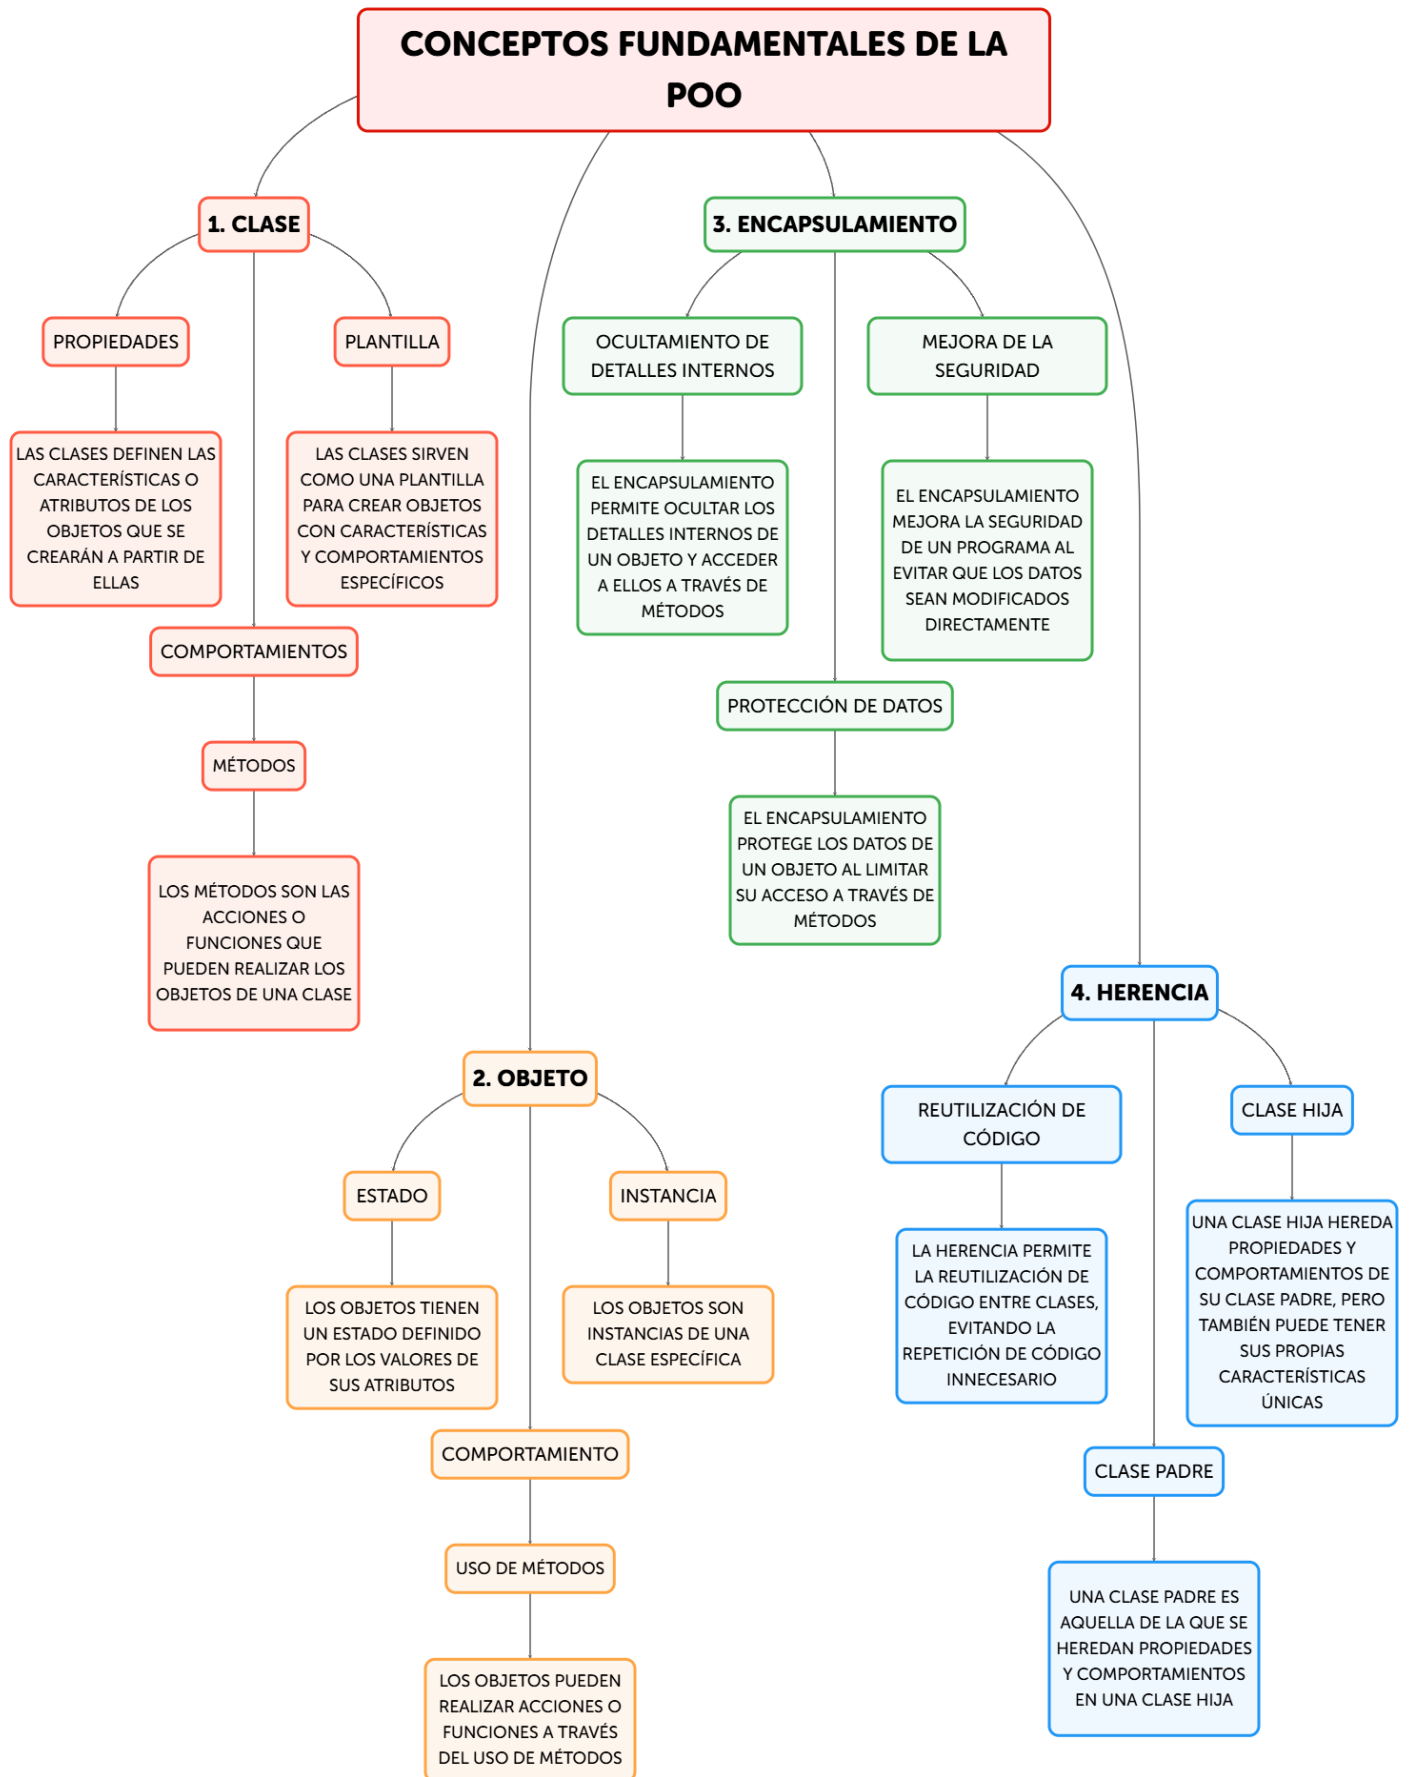 CONCEPTOS FUNDAMENTALES DE LA
POO
1. CLASE
PROPIEDADES
LAS CLASES DEFINEN LAS
CARACTERÍSTICAS O
ATRIBUTOS DE LOS
OBJETOS QUE SE
CREARÁN A PARTIR DE
ELLAS
PLANTILLA
LAS CLASES SIRVEN
COMO UNA PLANTILLA
PARA CREAR OBJETOS
CON CARACTERÍSTICAS
Y COMPORTAMIENTOS
ESPECÍFICOS
COMPORTAMIENTOS
MÉTODOS
LOS MÉTODOS SON LAS
ACCIONES O
FUNCIONES QUE
PUEDEN REALIZAR LOS
OBJETOS DE UNA CLASE
2. OBJETO
ESTADO
LOS OBJETOS TIENEN
UN ESTADO DEFINIDO
POR LOS VALORES DE
SUS ATRIBUTOS
INSTANCIA
LOS OBJETOS SON
INSTANCIAS DE UNA
CLASE ESPECÍFICA
COMPORTAMIENTO
USO DE MÉTODOS
LOS OBJETOS PUEDEN
REALIZAR ACCIONES O
FUNCIONES A TRAVÉS
DEL USO DE MÉTODOS
3. ENCAPSULAMIENTO
OCULTAMIENTO DE
DETALLES INTERNOS
EL ENCAPSULAMIENTO
PERMITE OCULTAR LOS
DETALLES INTERNOS DE
UN OBJETO Y ACCEDER
A ELLOS A TRAVÉS DE
MÉTODOS
MEJORA DE LA
SEGURIDAD
EL ENCAPSULAMIENTO
MEJORA LA SEGURIDAD
DE UN PROGRAMA AL
EVITAR QUE LOS DATOS
SEAN MODIFICADOS
DIRECTAMENTE
PROTECCIÓN DE DATOS
EL ENCAPSULAMIENTO
PROTEGE LOS DATOS DE
UN OBJETO AL LIMITAR
SU ACCESO A TRAVÉS DE
MÉTODOS
4. HERENCIA
REUTILIZACIÓN DE
CÓDIGO
LA HERENCIA PERMITE
LA REUTILIZACIÓN DE
CÓDIGO ENTRE CLASES,
EVITANDO LA
REPETICIÓN DE CÓDIGO
INNECESARIO
CLASE HIJA
UNA CLASE HIJA HEREDA
PROPIEDADES Y
COMPORTAMIENTOS DE
SU CLASE PADRE, PERO
TAMBIÉN PUEDE TENER
SUS PROPIAS
CARACTERÍSTICAS
ÚNICAS
CLASE PADRE
UNA CLASE PADRE ES
AQUELLA DE LA QUE SE
HEREDAN PROPIEDADES
Y COMPORTAMIENTOS
EN UNA CLASE HIJA